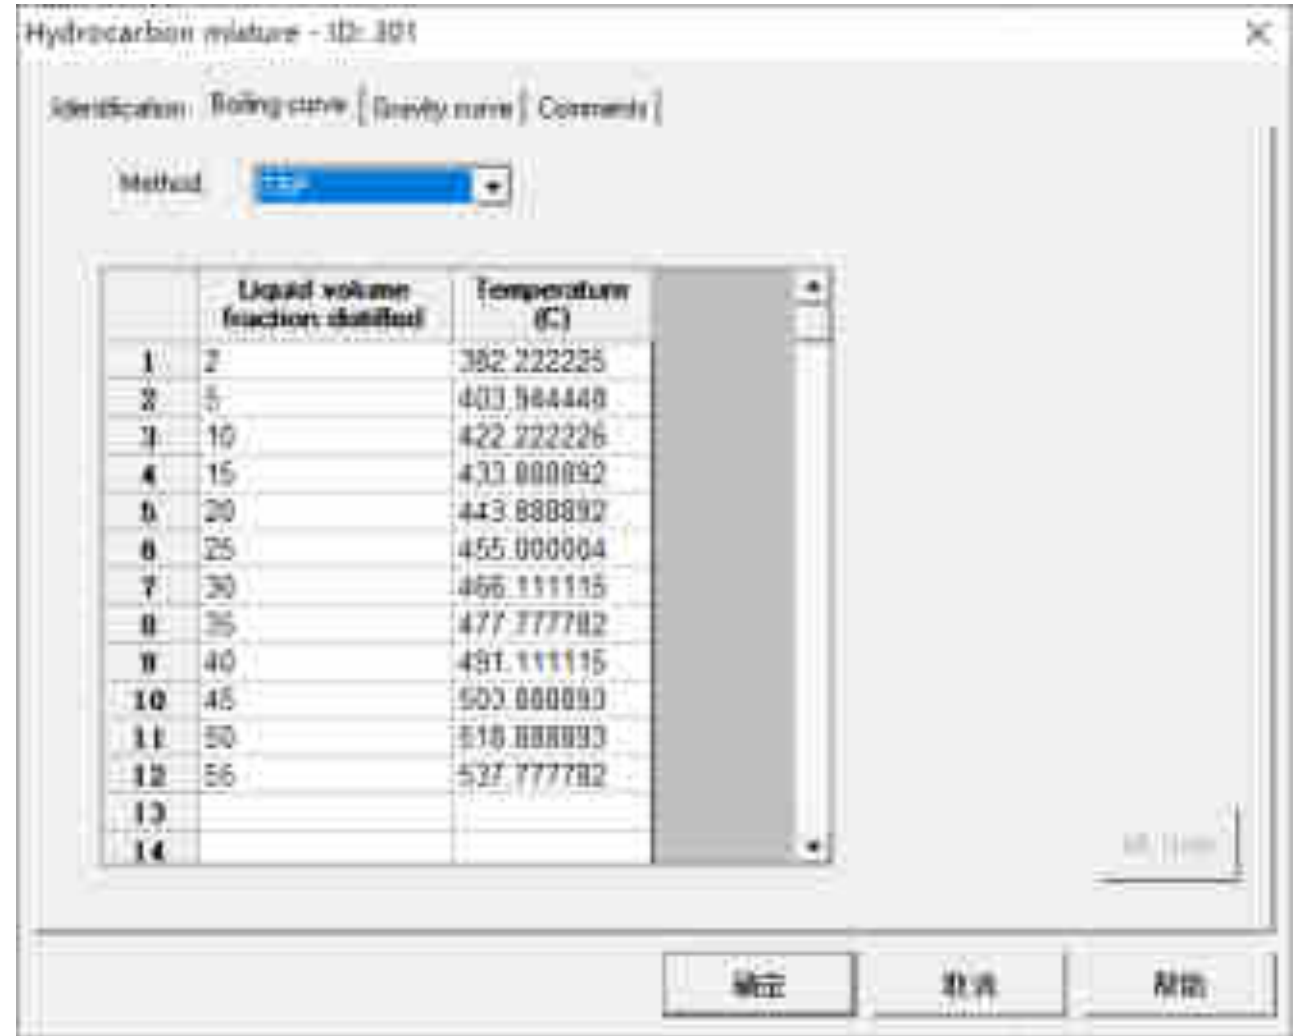 Hydrocarbon mixture - ID: 301
Identification Boiling curve Gravity curve Comments
Method TBP
Liquid volume fraction distilled Temperature (C)
1 2 382.222225
2 5 403.944448
3 10 422.222226
4 15 433.888892
5 20 443.888892
6 25 455.000004
7 30 466.111115
8 35 477.777782
9 40 491.111115
10 45 503.888893
11 50 518.888893
12 56 537.777782
13
14
确定 取消 帮助